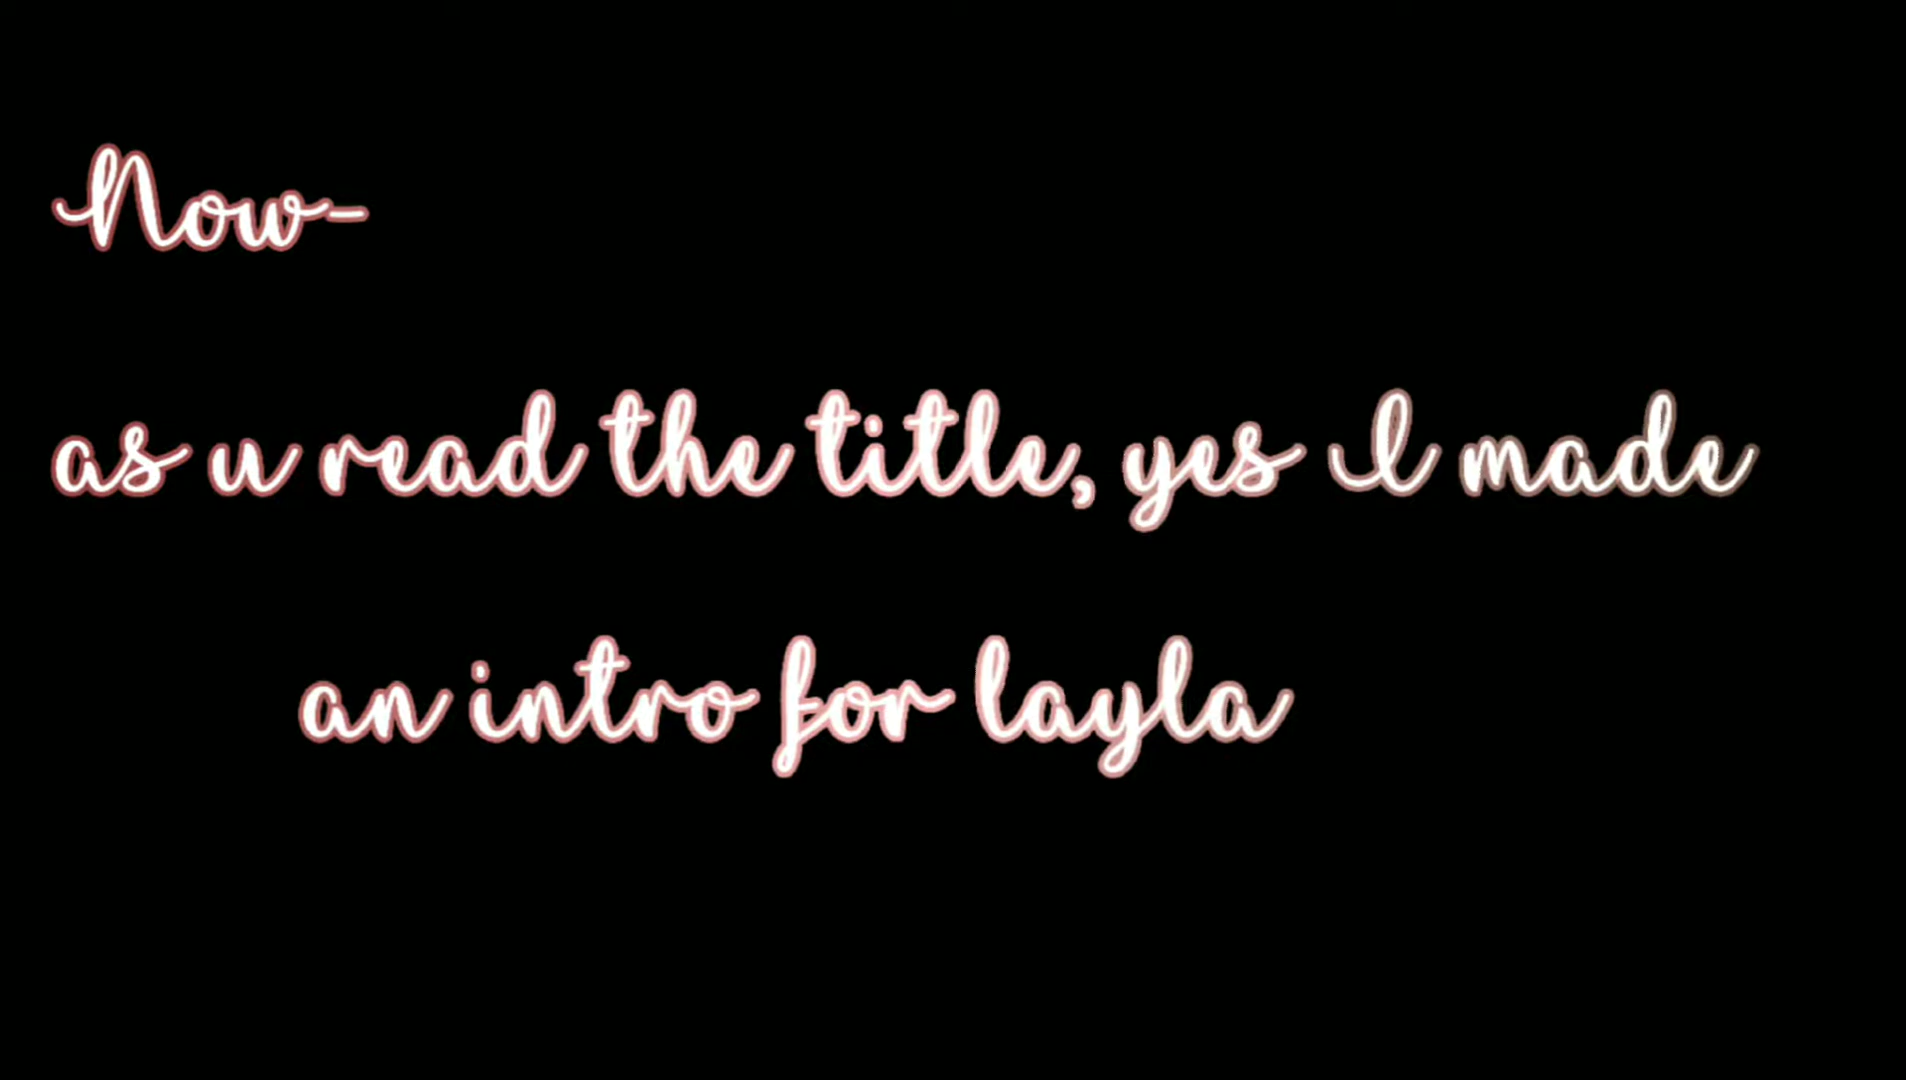 Now-
as u read the title, yes I made
an intro for layla